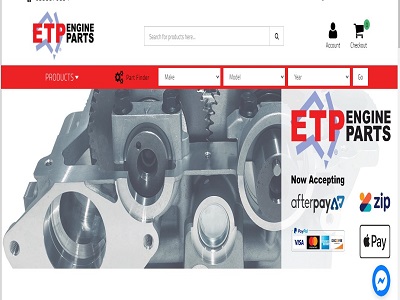 ETP ENGINE PARTS
Search for products here...
Account
0
Checkout
PRODUCTS
Part Finder
Make
Model
Year
Go
ETP ENGINE PARTS
Now Accepting
afterpay
zip
PayPal
VISA
DISCOVER
Pay